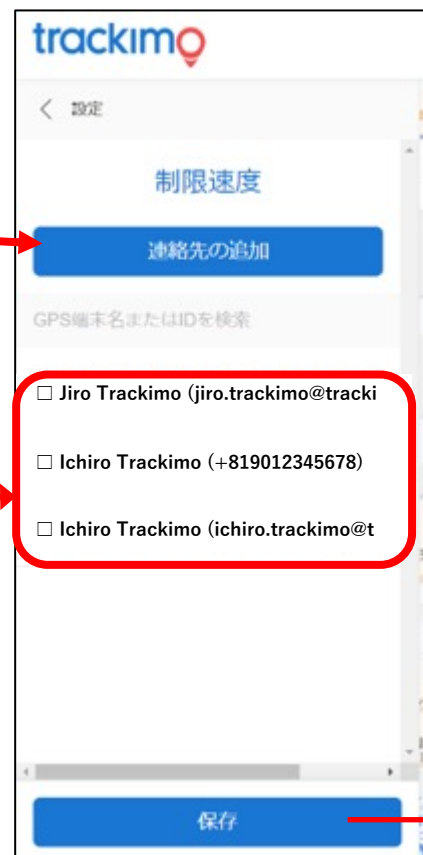 trackimo
設定
制限速度
連絡先の追加
GPS端末名またはIDを検索
□ Jiro Trackimo (jiro.trackimo@tracki
□ Ichiro Trackimo (+819012345678)
□ Ichiro Trackimo (ichiro.trackimo@t
保存